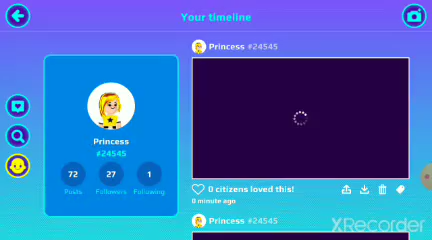 Your timeline
Princess #24545
Princess
#24545
72 27 1
Posts Followers Following
0 citizens loved this!
0 minute ago
Princess #24545
XRecorder